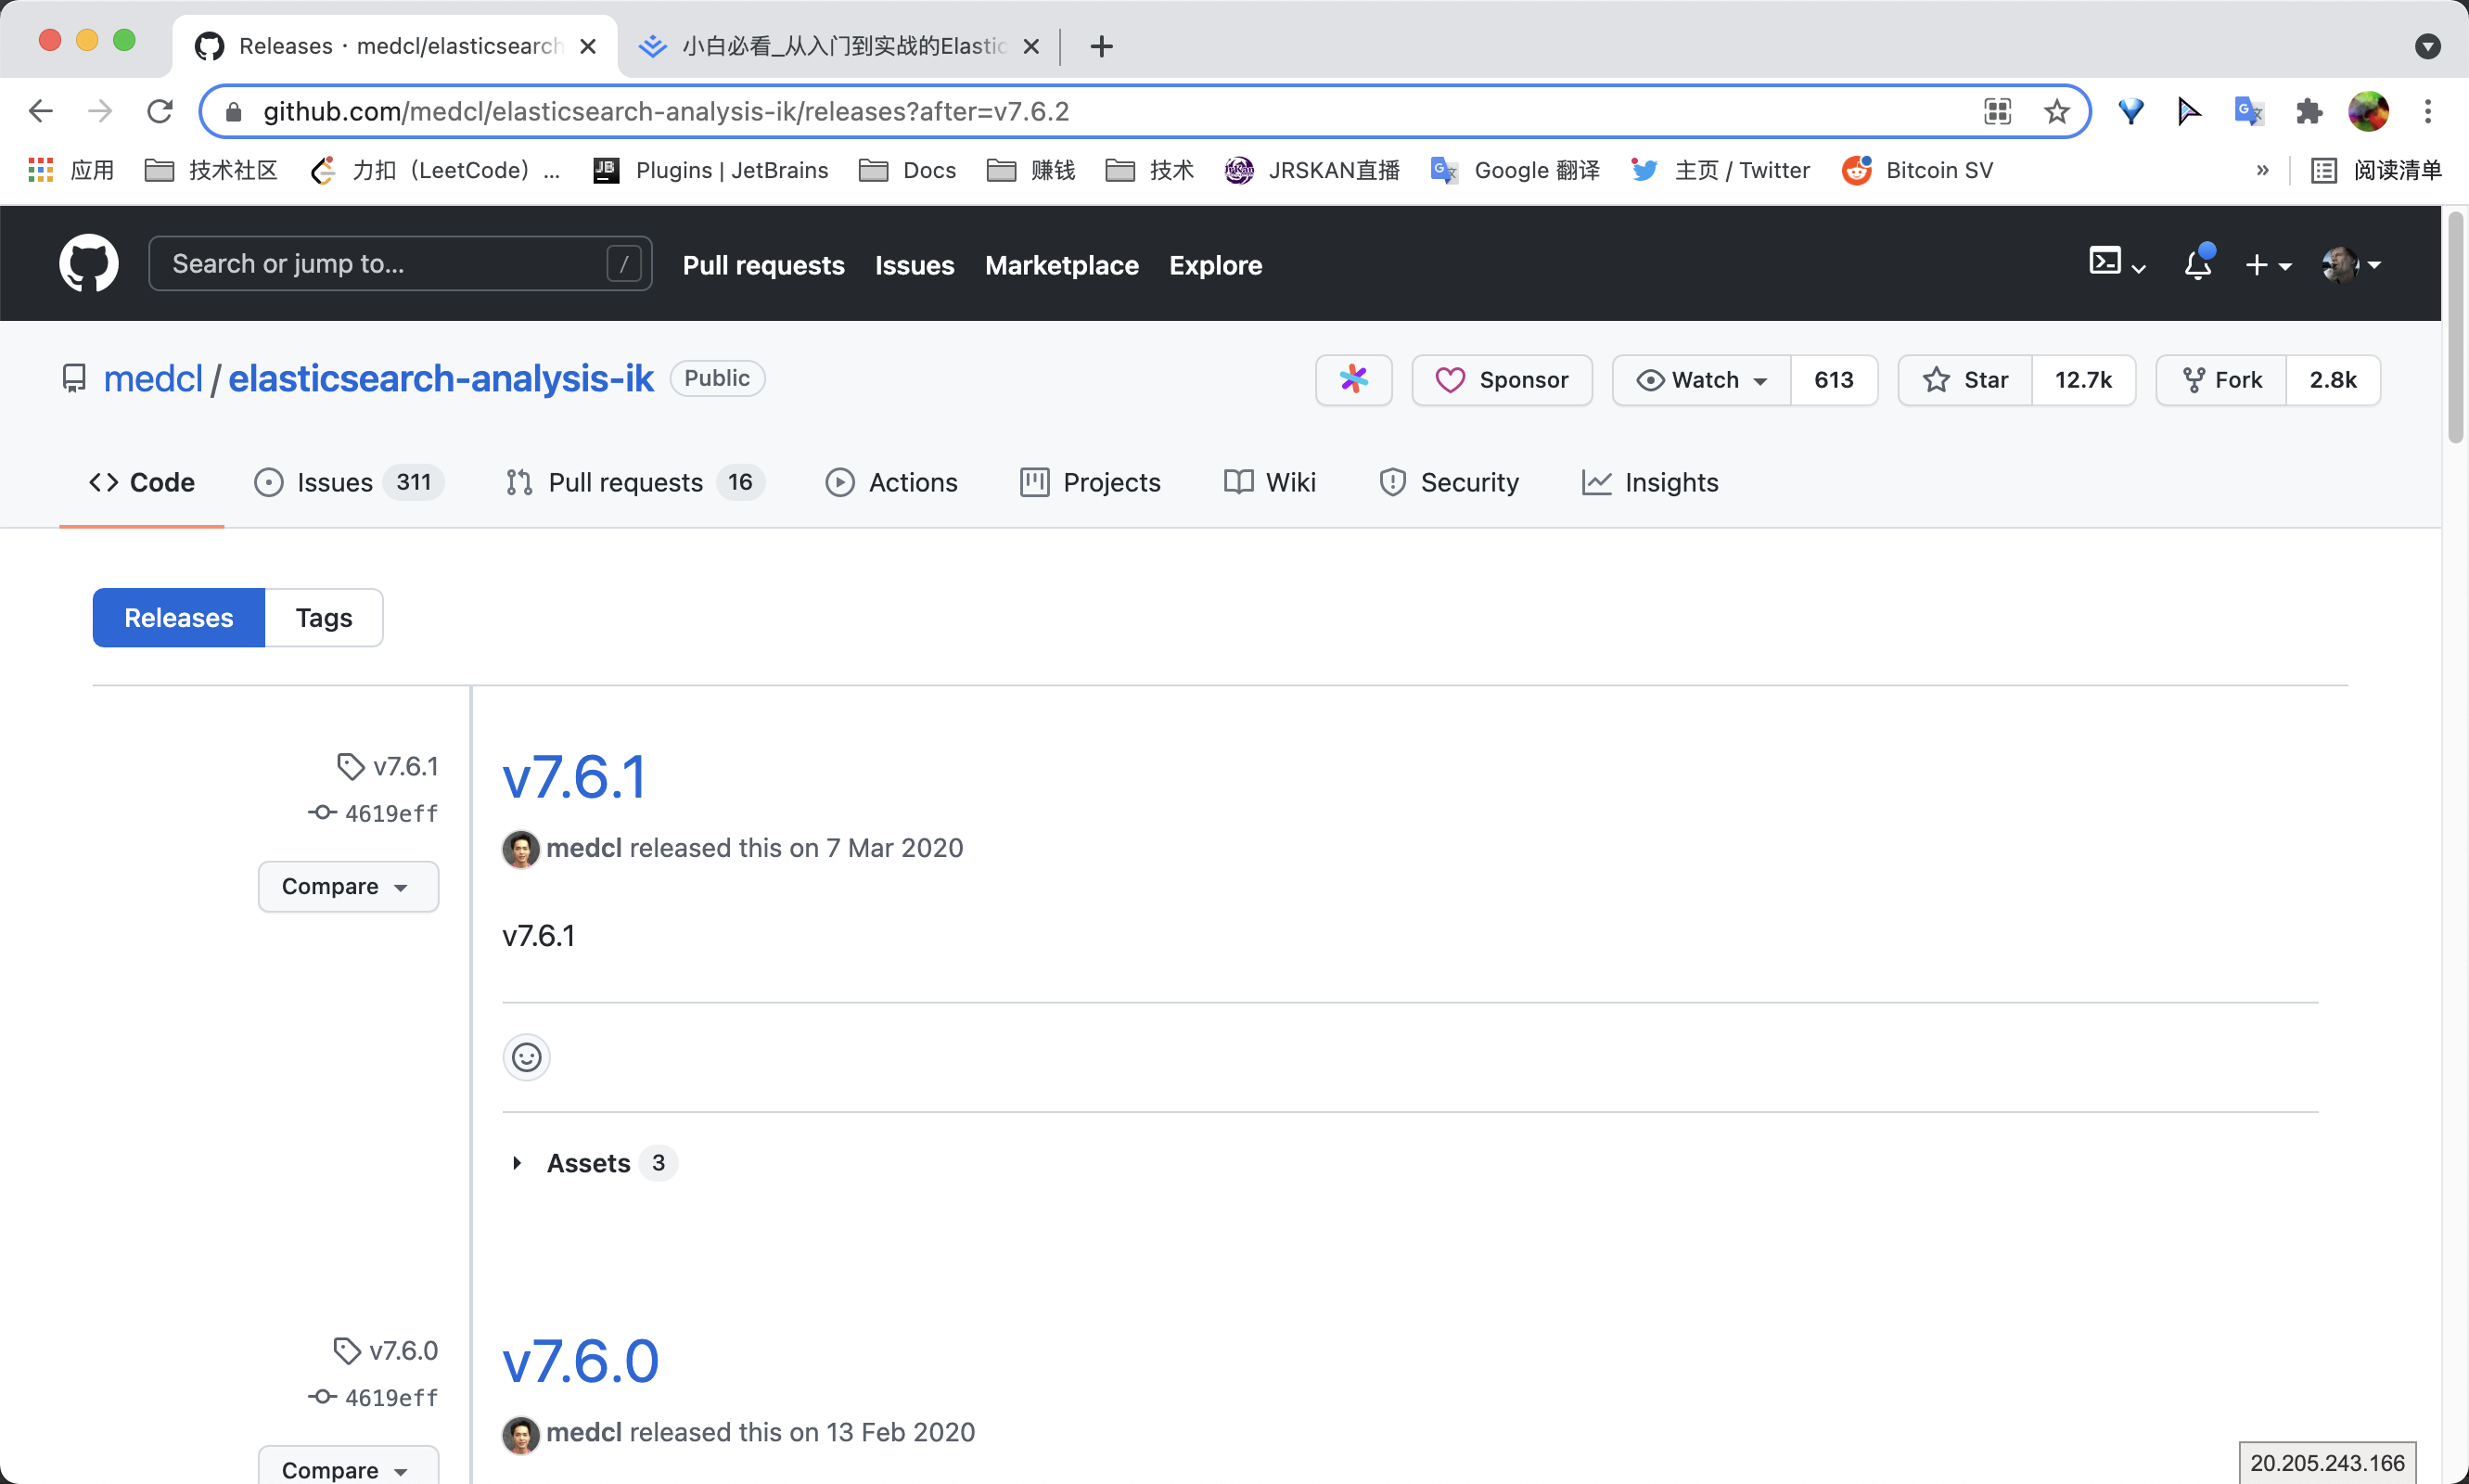 Releases · medcl/elasticsearch
小白必看_从入门到实战的Elastic
github.com/medcl/elasticsearch-analysis-ik/releases?after=v7.6.2
应用
技术社区
力扣（LeetCode）...
Plugins | JetBrains
Docs
赚钱
技术
JRSKAN直播
Google 翻译
主页 / Twitter
Bitcoin SV
»
阅读清单
Search or jump to...
/
Pull requests
Issues
Marketplace
Explore
medcl / elasticsearch-analysis-ik
Public
Sponsor
Watch
613
Star
12.7k
Fork
2.8k
Code
Issues 311
Pull requests 16
Actions
Projects
Wiki
Security
Insights
Releases
Tags
v7.6.1
4619eff
Compare
v7.6.1
medcl released this on 7 Mar 2020
v7.6.1
Assets 3
v7.6.0
4619eff
Compare
v7.6.0
medcl released this on 13 Feb 2020
20.205.243.166